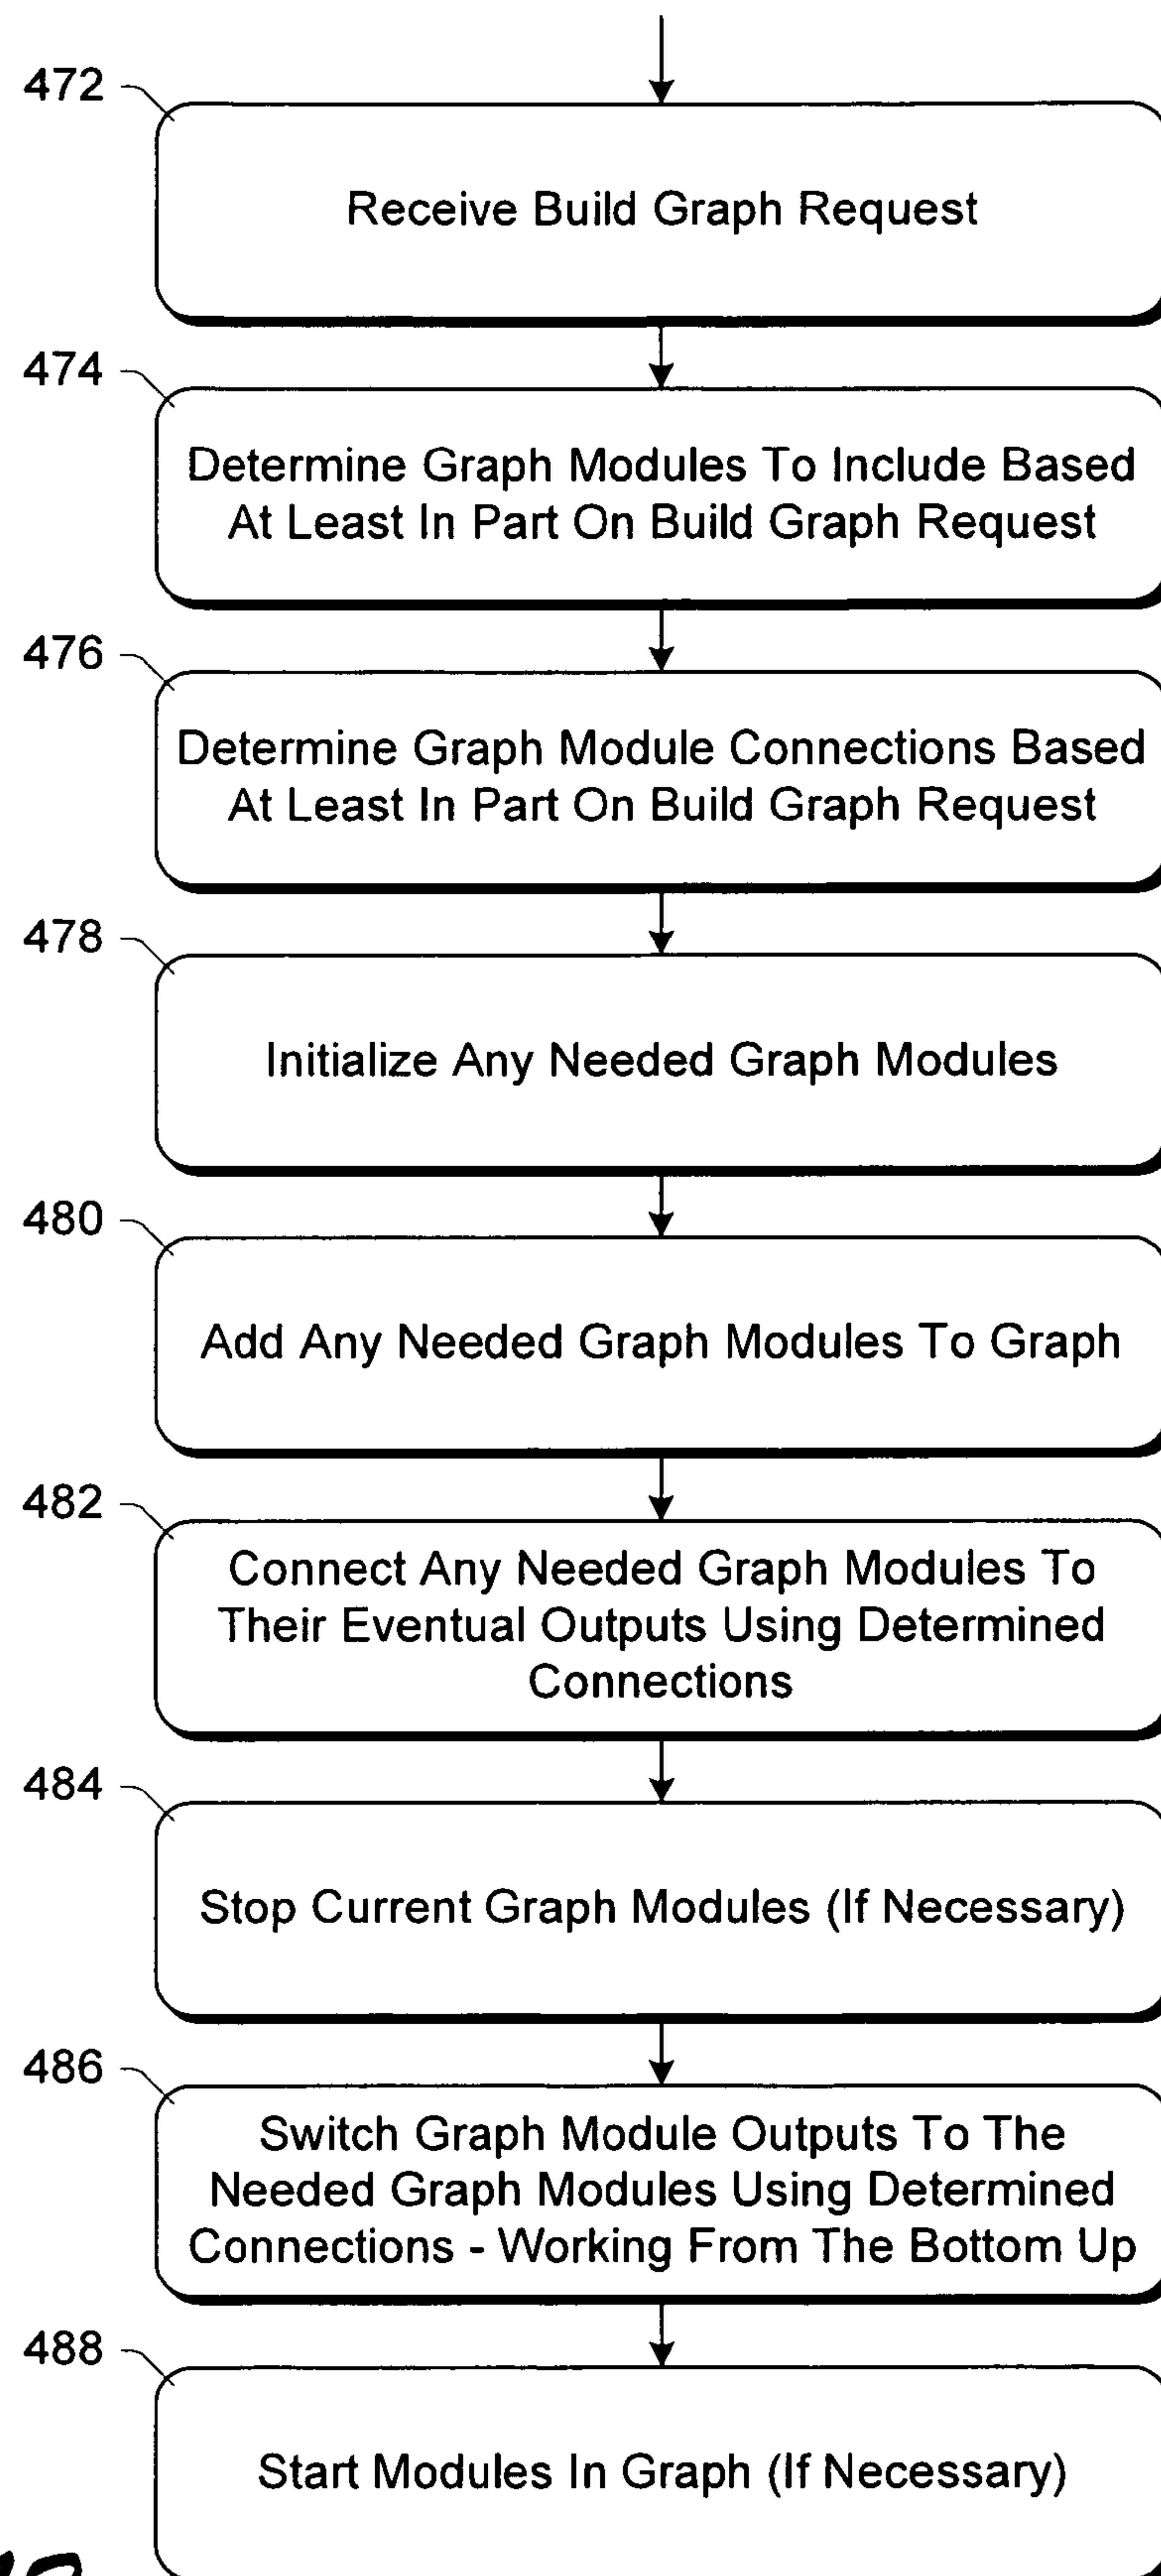 472
Receive Build Graph Request
474
Determine Graph Modules To Include Based
At Least In Part On Build Graph Request
476
Determine Graph Module Connections Based
At Least In Part On Build Graph Request
478
Initialize Any Needed Graph Modules
480
Add Any Needed Graph Modules To Graph
482
Connect Any Needed Graph Modules To
Their Eventual Outputs Using Determined
Connections
484
Stop Current Graph Modules (If Necessary)
486
Switch Graph Module Outputs To The
Needed Graph Modules Using Determined
Connections - Working From The Bottom Up
488
Start Modules In Graph (If Necessary)